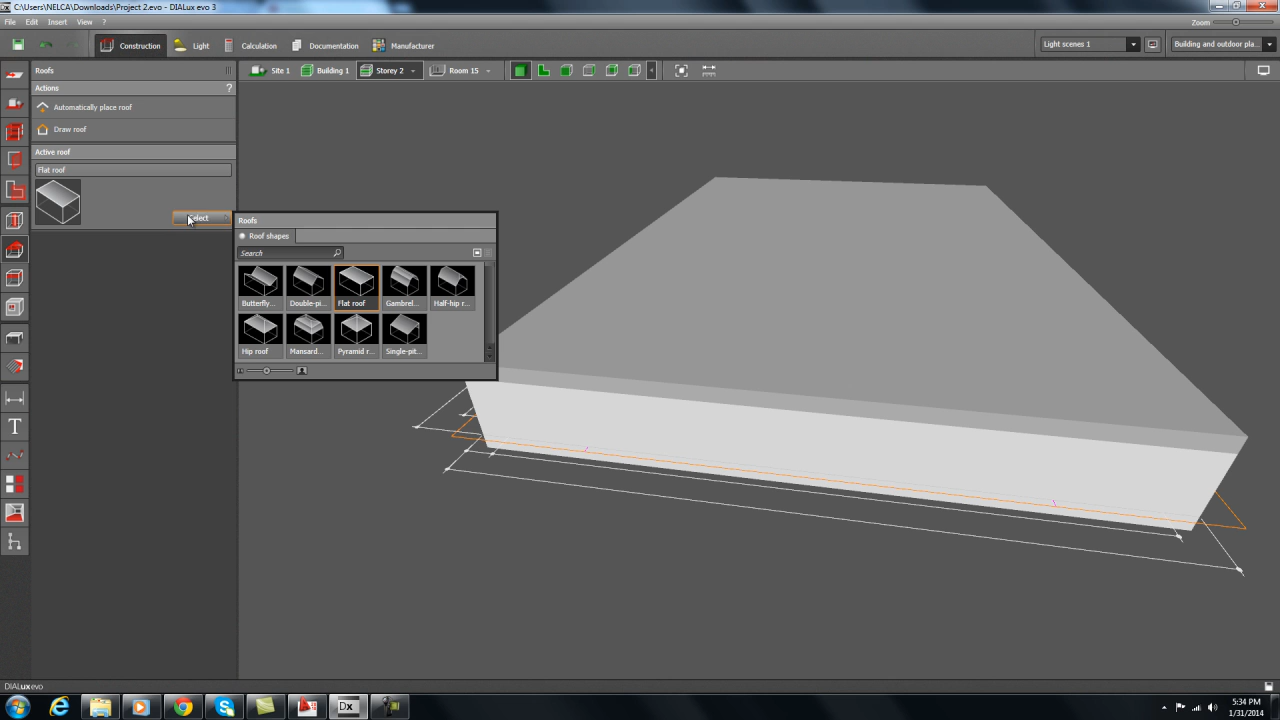 C:\Users\NELCA\Downloads\Project 2.evo - DIALux evo 3
File Edit Insert View ? Zoom
Construction Light Calculation Documentation Manufacturer Light scenes 1 Building and outdoor pla...
Roofs Site 1 Building 1 Storey 2 Room 15
Actions ?
Automatically place roof
Draw roof
Active roof
Flat roof
Select
Roofs
Roof shapes
Search
Butterfly... Double-pi... Flat roof Gambrel... Half-hip r...
Hip roof Mansard... Pyramid r... Single-pit...
T
DIALux evo
Dx
5:34 PM
1/31/2014